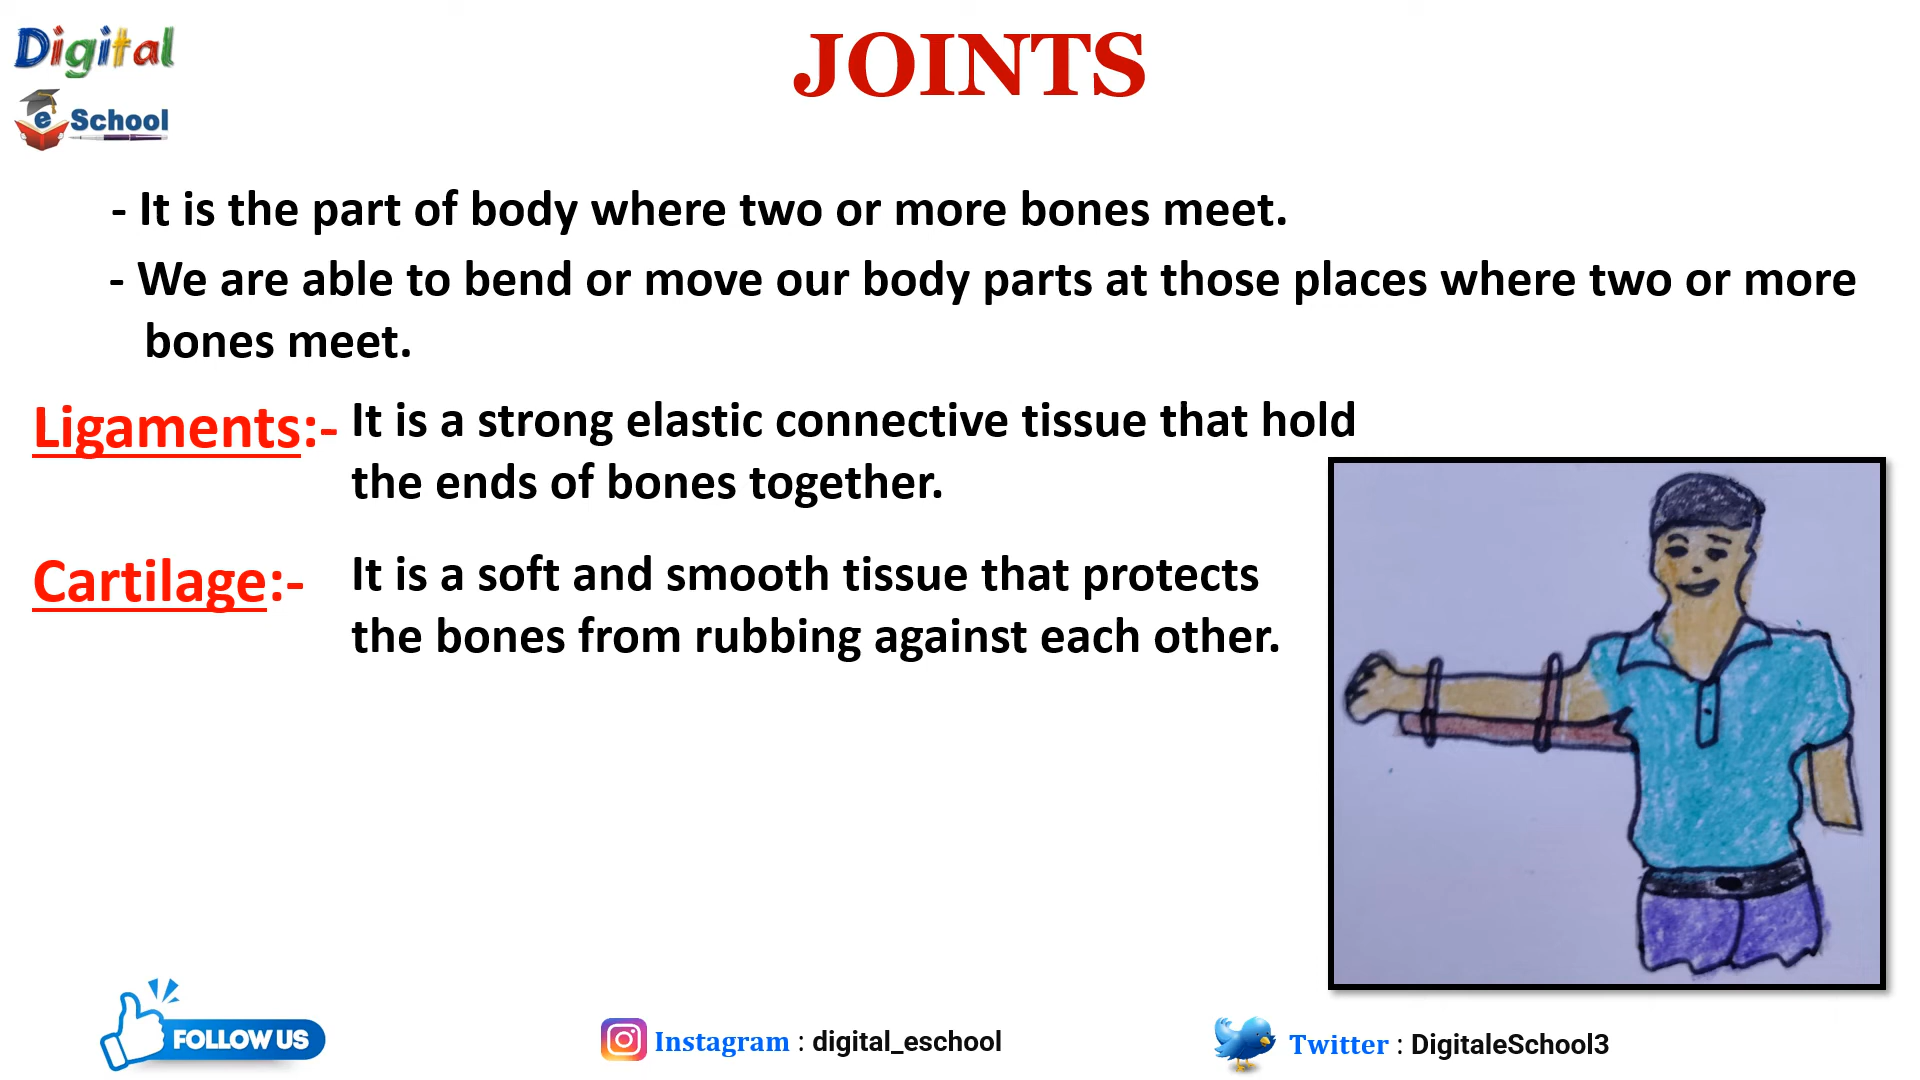 Digital
e School
JOINTS
- It is the part of body where two or more bones meet.
- We are able to bend or move our body parts at those places where two or more
bones meet.
Ligaments:- It is a strong elastic connective tissue that hold
the ends of bones together.
Cartilage:- It is a soft and smooth tissue that protects
the bones from rubbing against each other.
FOLLOW US
Instagram : digital_eschool
Twitter : DigitaleSchool3